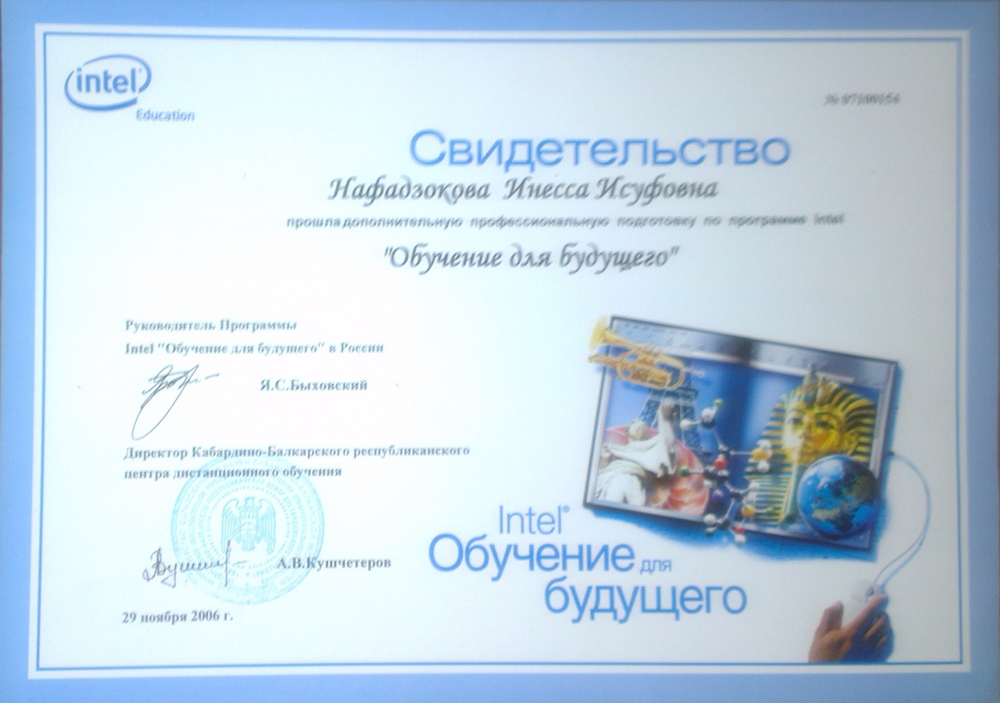 intel
Education
Свидетельство
Нафадзокова Инесса Исуфовна
прошла дополнительную профессиональную подготовку по программе Intel
"Обучение для будущего"
Руководитель Программы
Intel "Обучение для будущего" в России
Я.С.Быховский
Директор Кабардино-Балкарского республиканского
центра дистанционного обучения
А.В.Кушчетеров
29 ноября 2006 г.
Intel®
Обучение для
будущего